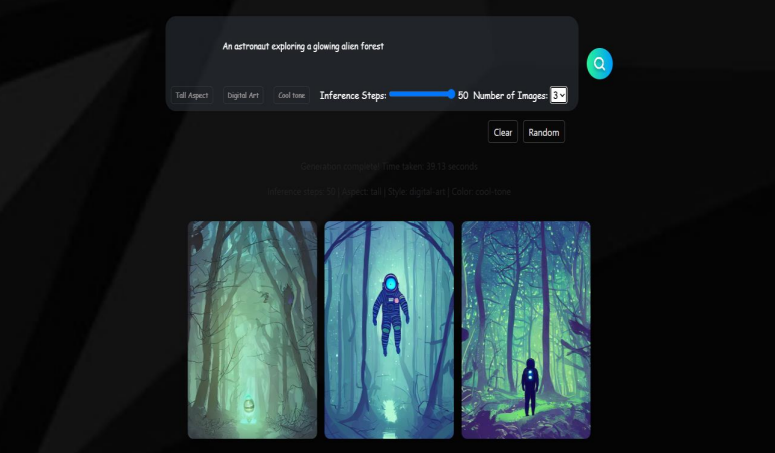 An astronaut exploring a glowing alien forest
Tall Aspect Digital Art Cool tone Inference Steps: 50 Number of Images: 3
Clear Random
Generation complete! Time taken: 39.13 seconds
Inference steps: 50 | Aspect: tall | Style: digital-art | Color: cool-tone